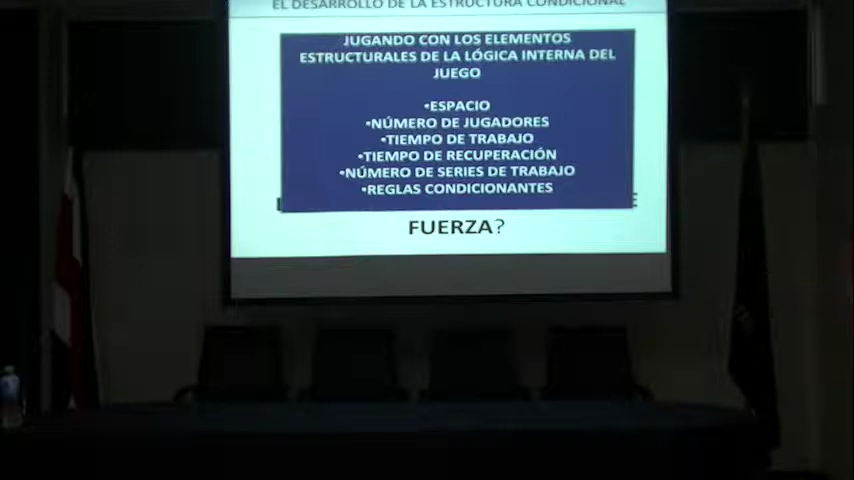 EL DESARROLLO DE LA ESTRUCTURA CONDICIONAL
JUGANDO CON LOS ELEMENTOS
ESTRUCTURALES DE LA LÓGICA INTERNA DEL
JUEGO
•ESPACIO
•NÚMERO DE JUGADORES
•TIEMPO DE TRABAJO
•TIEMPO DE RECUPERACIÓN
•NÚMERO DE SERIES DE TRABAJO
•REGLAS CONDICIONANTES
FUERZA?